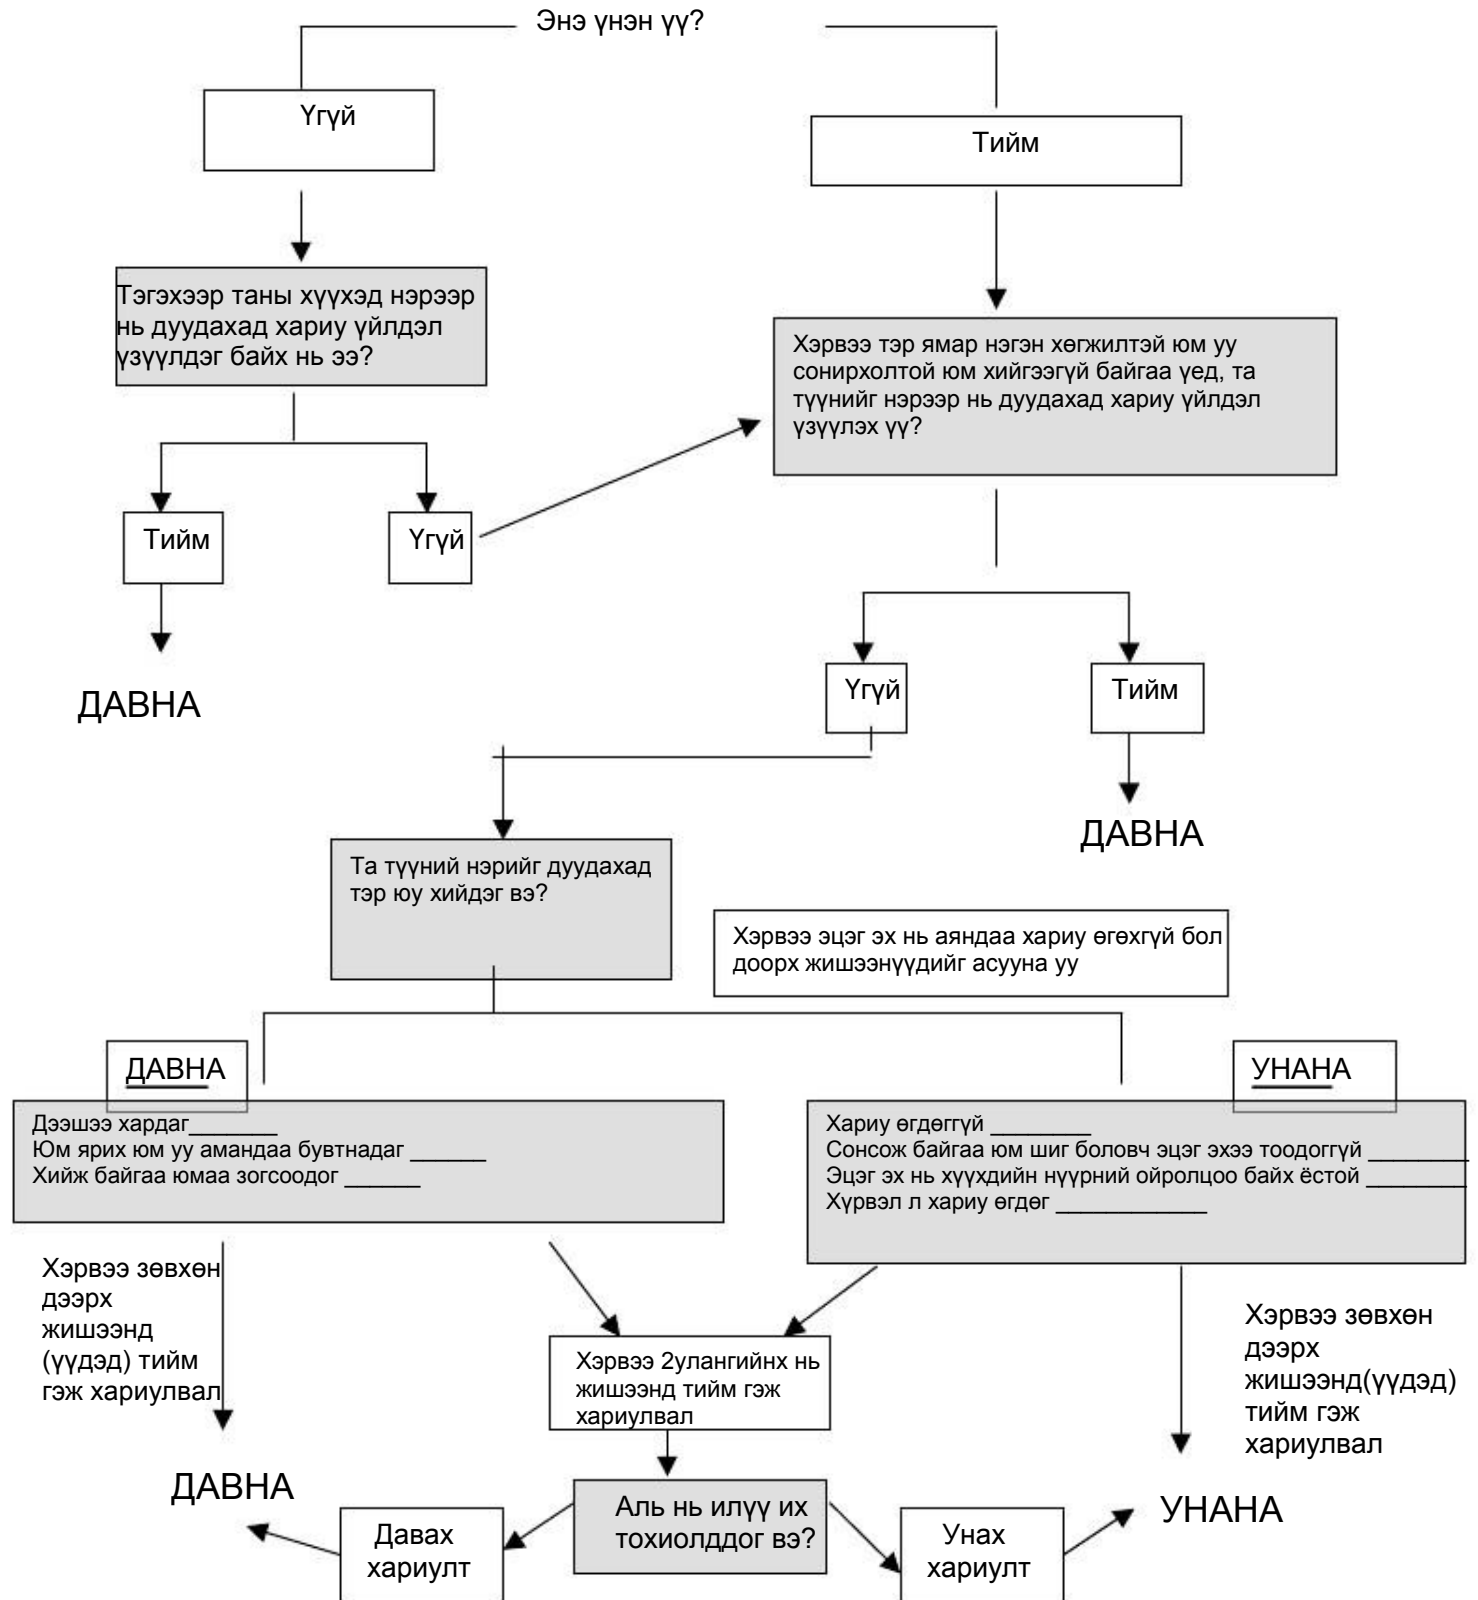 Энэ үнэн үү?
Үгүй
Тийм
Тэгэхээр таны хүүхэд нэрээр
нь дуудахад хариу үйлдэл
үзүүлдэг байх нь ээ?
Хэрвээ тэр ямар нэгэн хөгжилтэй юм уу
сонирхолтой юм хийгээгүй байгаа үед, та
түүнийг нэрээр нь дуудахад хариу үйлдэл
үзүүлэх үү?
Тийм
Үгүй
ДАВНА
Үгүй
Тийм
ДАВНА
Та түүний нэрийг дуудахад
тэр юу хийдэг вэ?
Хэрвээ эцэг эх нь аяндаа хариу өгөхгүй бол
доорх жишээнүүдийг асууна уу
ДАВНА
Дээшээ хардаг_______
Юм ярих юм уу амандаа бувтнадаг ______
Хийж байгаа юмаа зогсоодог ______
УНАНА
Хариу өгдөггүй ________
Сонсож байгаа юм шиг боловч эцэг эхээ тоодоггүй ________
Эцэг эх нь хүүхдийн нүүрний ойролцоо байх ёстой ________
Хүрвэл л хариу өгдөг ____________
Хэрвээ зөвхөн
дээрх
жишээнд
(үүдэд) тийм
гэж хариулвал
Хэрвээ 2улангийнх нь
жишээнд тийм гэж
хариулвал
Хэрвээ зөвхөн
дээрх
жишээнд(үүдэд)
тийм гэж
хариулвал
ДАВНА
Аль нь илүү их
тохиолддог вэ?
УНАНА
Давах
хариулт
Унах
хариулт